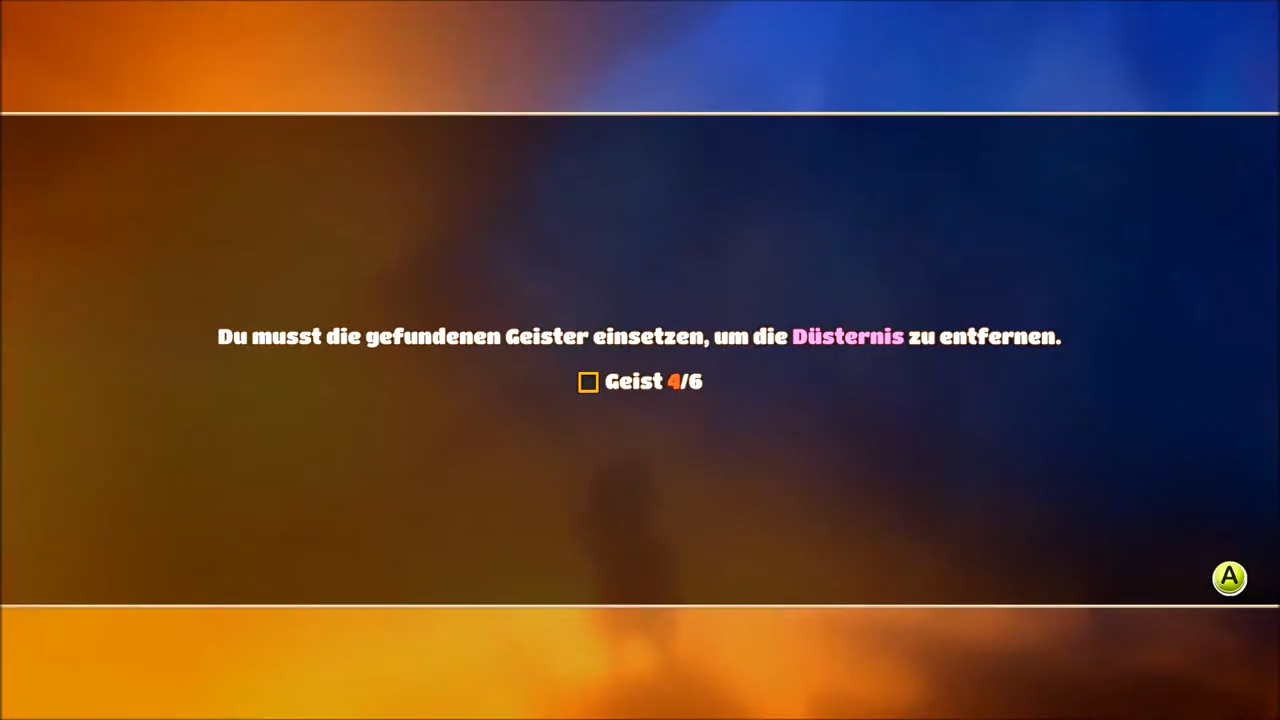 Du musst die gefundenen Geister einsetzen, um die Düsternis zu entfernen.
Geist 4/6
A